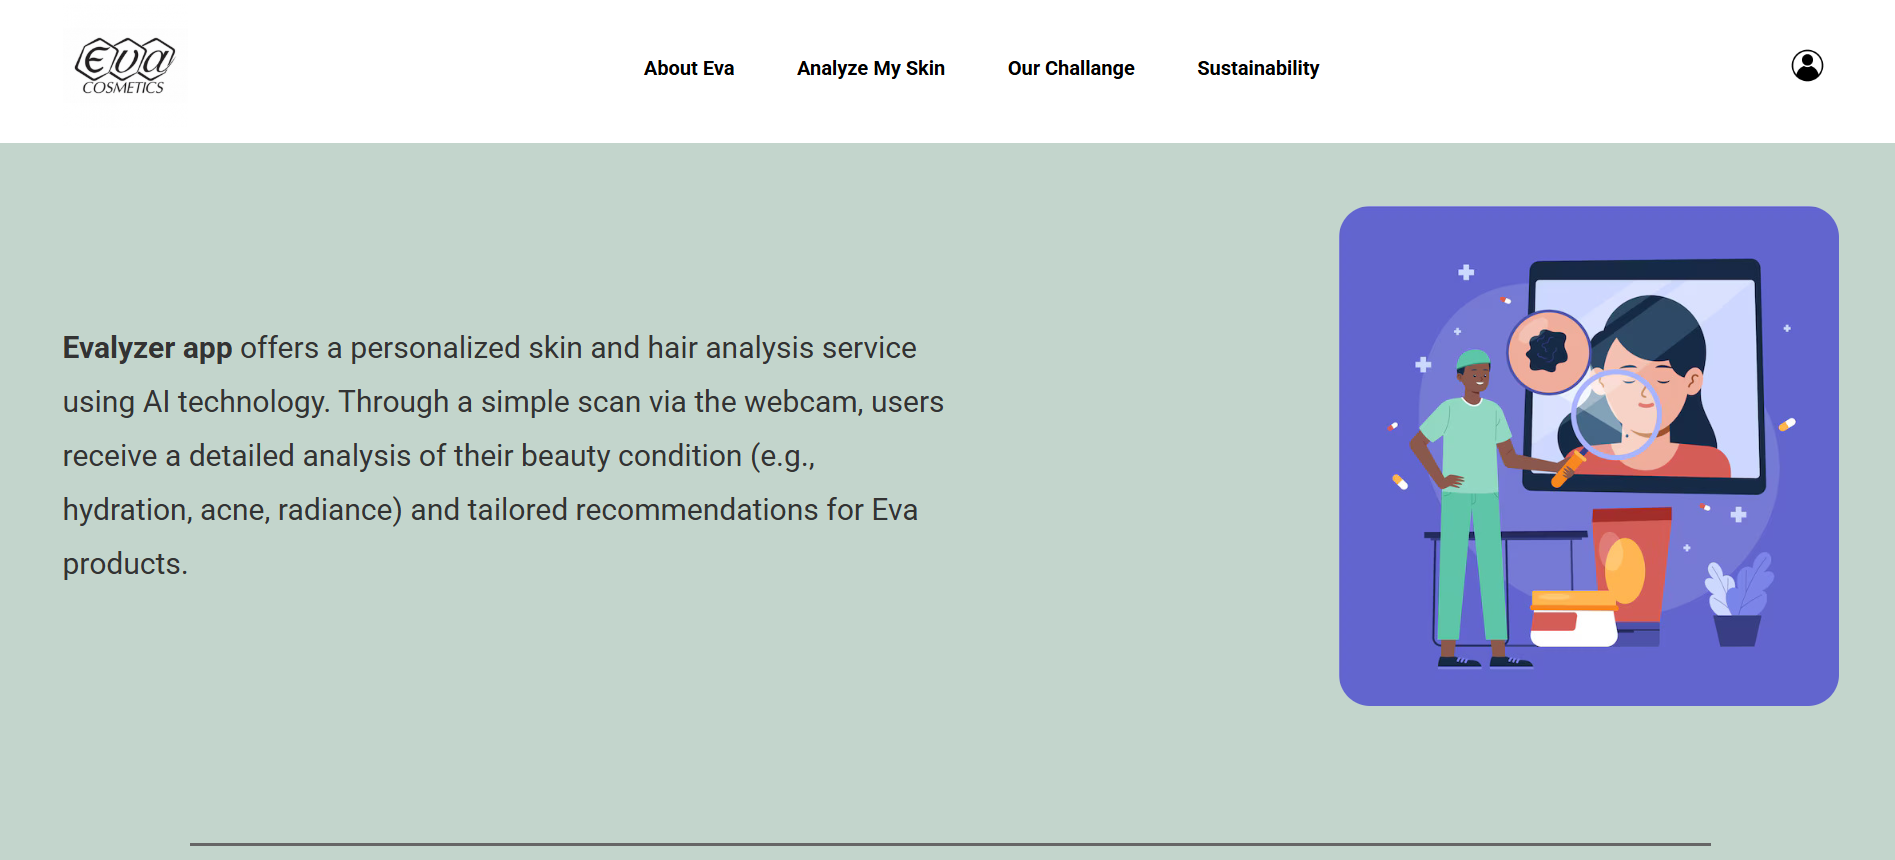 Eva
COSMETICS
About Eva
Analyze My Skin
Our Challange
Sustainability
Evalyzer app offers a personalized skin and hair analysis service
using AI technology. Through a simple scan via the webcam, users
receive a detailed analysis of their beauty condition (e.g.,
hydration, acne, radiance) and tailored recommendations for Eva
products.